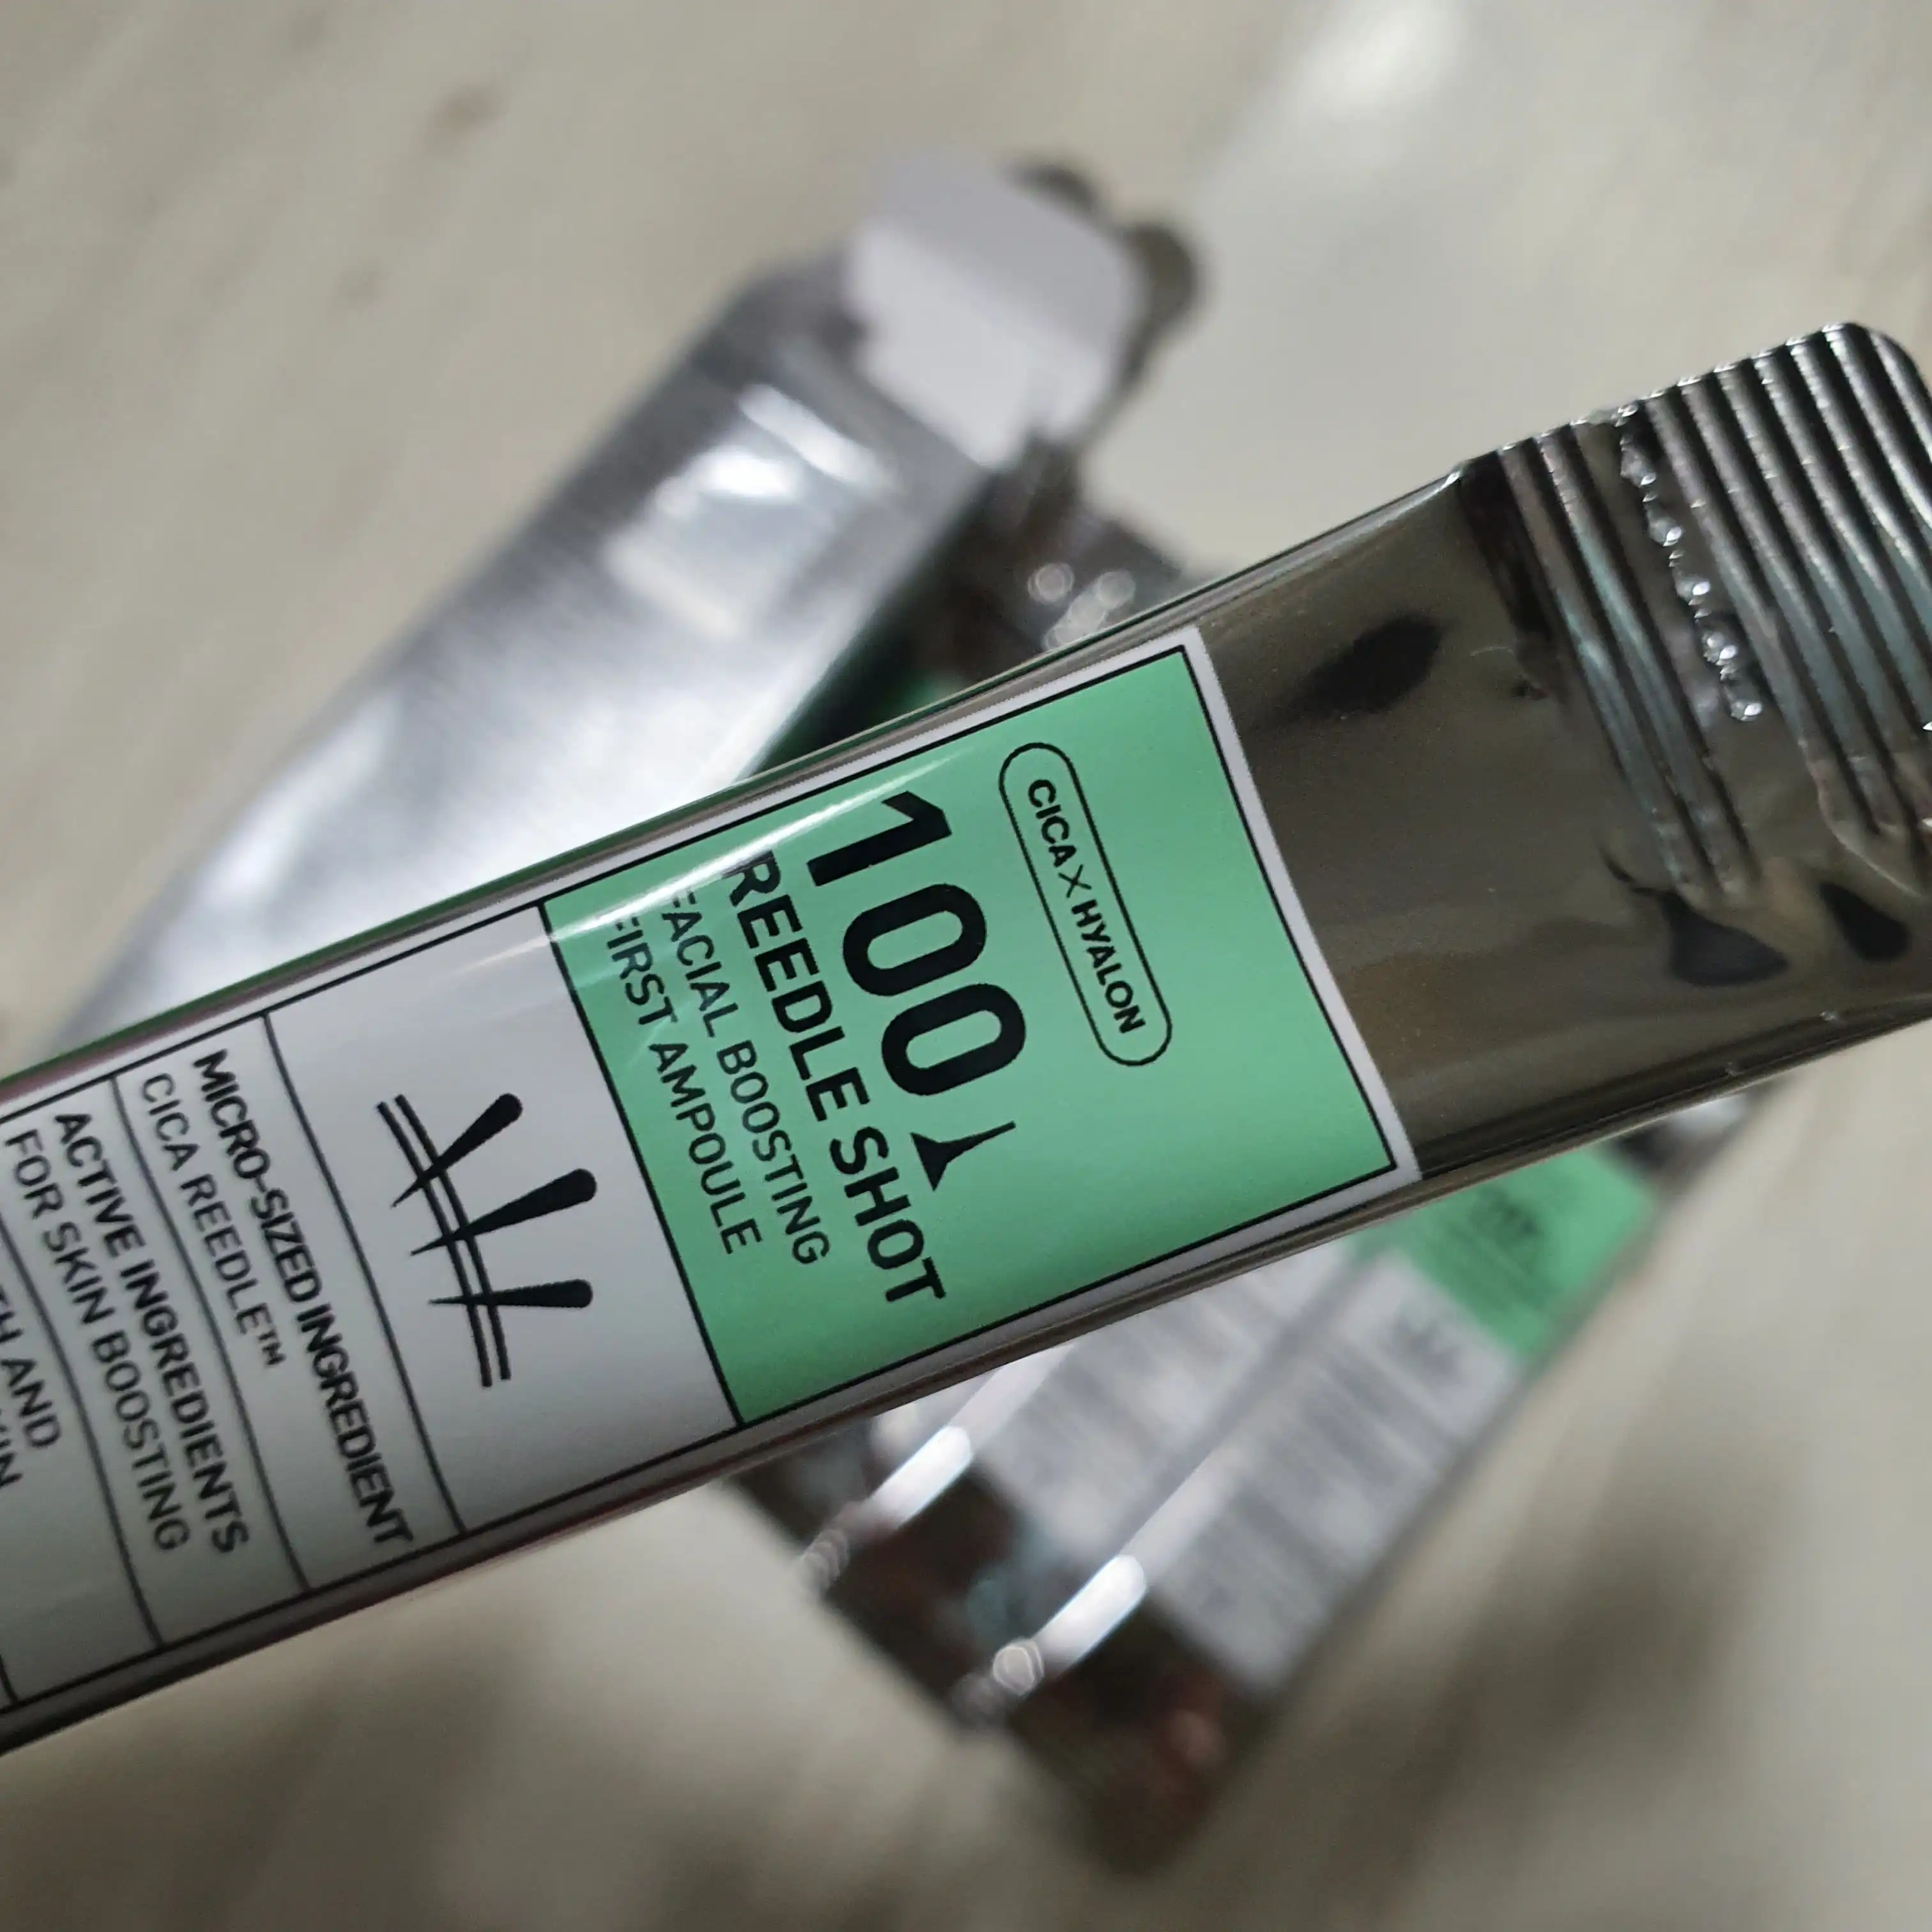 CICA X HYALON
100
REEDLE SHOT
FACIAL BOOSTING
FIRST AMPOULE
MICRO-SIZED INGREDIENT
CICA REEDLE™
ACTIVE INGREDIENTS
FOR SKIN BOOSTING
AND